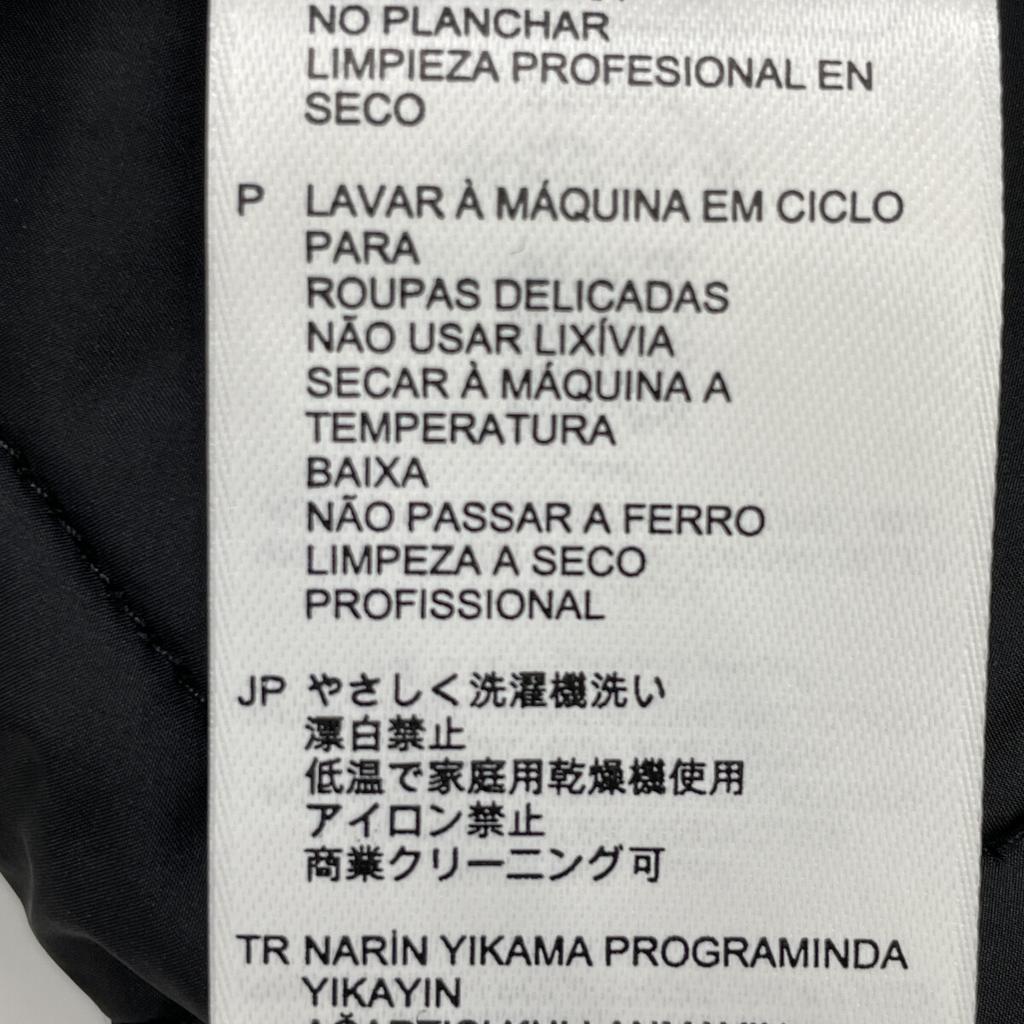 NO PLANCHAR
LIMPIEZA PROFESIONAL EN
SECO
P LAVAR À MÁQUINA EM CICLO
PARA
ROUPAS DELICADAS
NÃO USAR LIXÍVIA
SECAR À MÁQUINA A
TEMPERATURA
BAIXA
NÃO PASSAR A FERRO
LIMPEZA A SECO
PROFISSIONAL
JP やさしく洗濯機洗い
漂白禁止
低温で家庭用乾燥機使用
アイロン禁止
商業クリーニング可
TR NARİN YIKAMA PROGRAMINDA
YIKAYIN